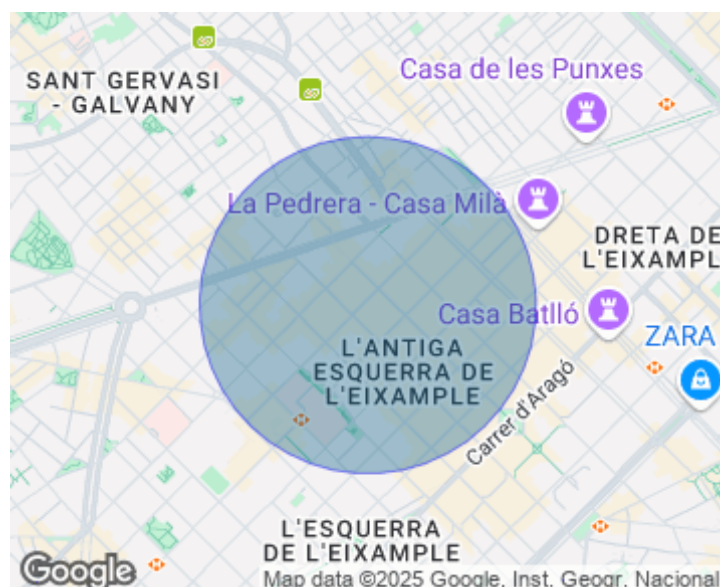 Casa de les Punxes
SANT GERVASI
- GALVANY
La Pedrera - Casa Milà
DRETA DE
L'EIXAMPL
Casa Batlló
ZARA
L'ANTIGA
ESQUERRA DE
L'EIXAMPLE
Carrer d'Aragó
L'ESQUERRA
DE L'EIXAMPLE
Google
Map data ©2025 Google, Inst. Geogr. Nacional